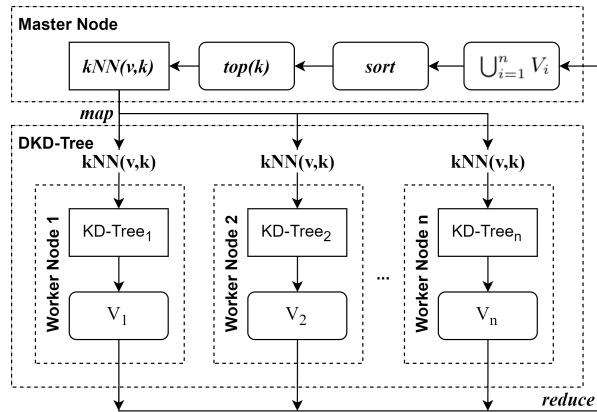 Master Node
kNN(v,k) top(k) sort ⋃ⁿᵢ₌₁ Vᵢ
map
DKD-Tree
kNN(v,k) kNN(v,k) kNN(v,k)
Worker Node 1 Worker Node 2 Worker Node n
KD-Tree₁ KD-Tree₂ KD-Treeₙ
...
V₁ V₂ Vₙ
reduce